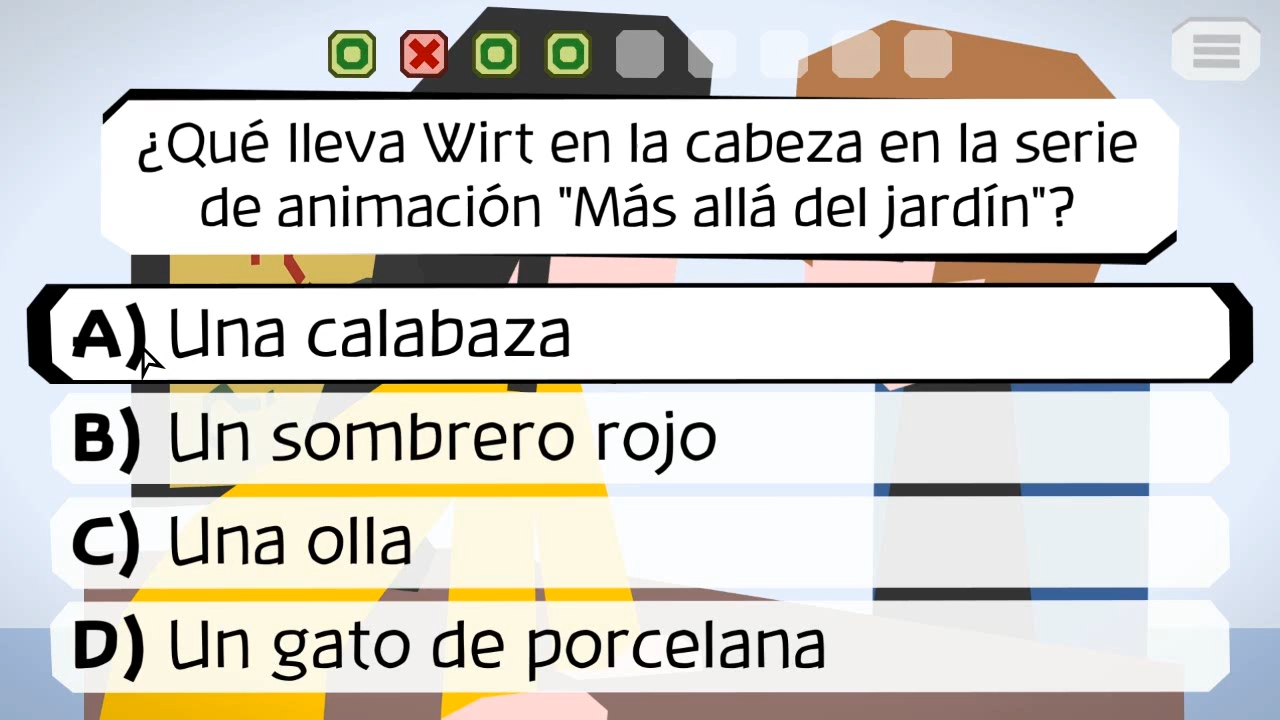 ¿Qué lleva Wirt en la cabeza en la serie
de animación "Más allá del jardín"?
A) Una calabaza
B) Un sombrero rojo
C) Una olla
D) Un gato de porcelana